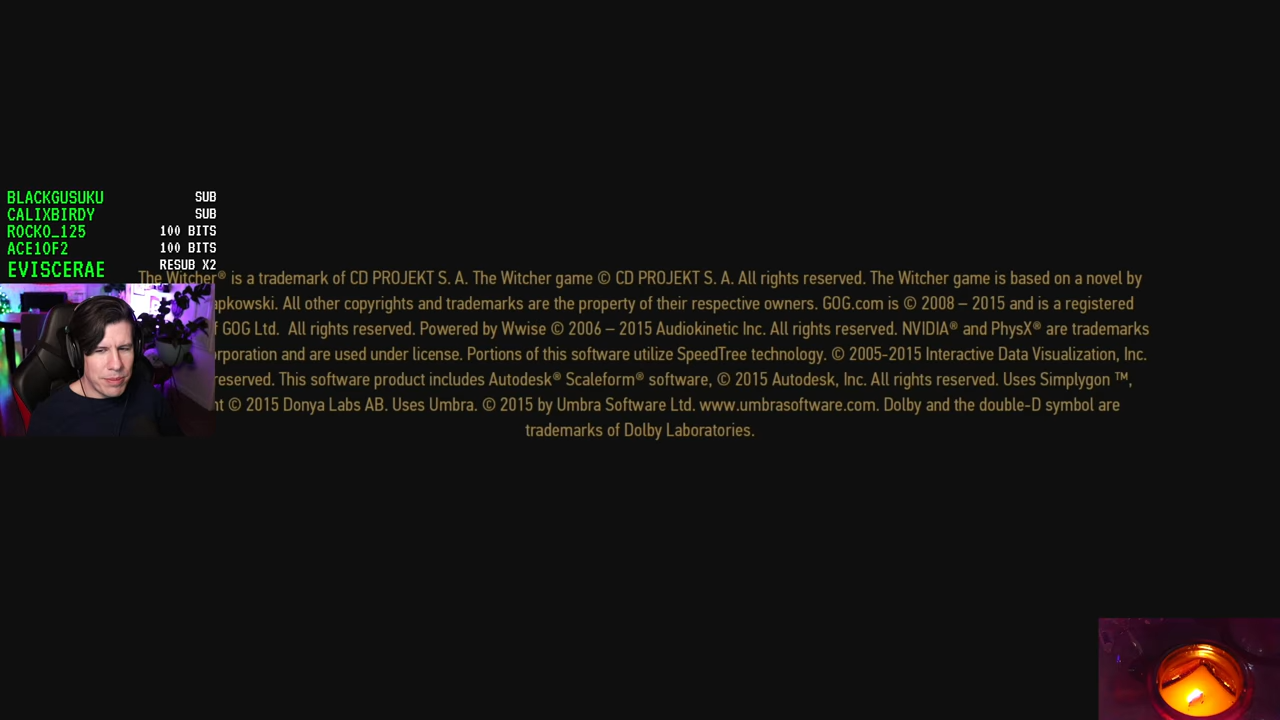 BLACKGUSUKU SUB
CALIXBIRDY SUB
ROCKO_125 100 BITS
ACE1OF2 100 BITS
EVISCERAE RESUB X2
The Witcher® is a trademark of CD PROJEKT S. A. The Witcher game © CD PROJEKT S. A. All rights reserved. The Witcher game is based on a novel by
apkowski. All other copyrights and trademarks are the property of their respective owners. GOG.com is © 2008 – 2015 and is a registered
f GOG Ltd. All rights reserved. Powered by Wwise © 2006 – 2015 Audiokinetic Inc. All rights reserved. NVIDIA® and PhysX® are trademarks
orporation and are used under license. Portions of this software utilize SpeedTree technology. © 2005-2015 Interactive Data Visualization, Inc.
reserved. This software product includes Autodesk® Scaleform® software, © 2015 Autodesk, Inc. All rights reserved. Uses Simplygon ™,
nt © 2015 Donya Labs AB. Uses Umbra. © 2015 by Umbra Software Ltd. www.umbrasoftware.com. Dolby and the double-D symbol are
trademarks of Dolby Laboratories.